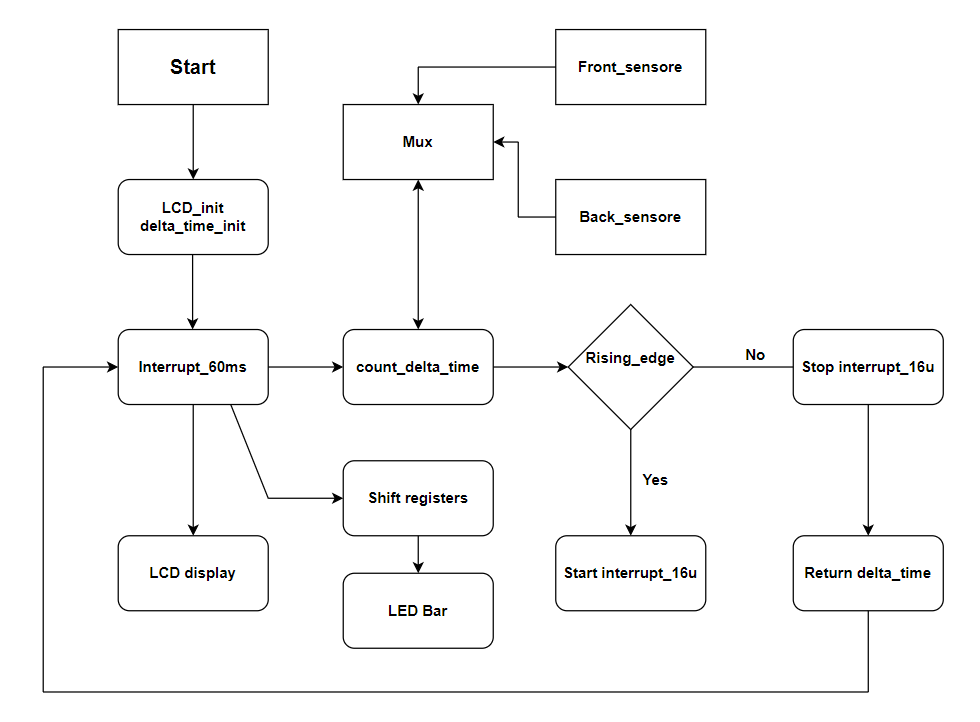 Start
Front_sensore
Mux
LCD_init
delta_time_init
Back_sensore
Interrupt_60ms
count_delta_time
Rising_edge
No
Stop interrupt_16u
Yes
Shift registers
LCD display
Start interrupt_16u
Return delta_time
LED Bar